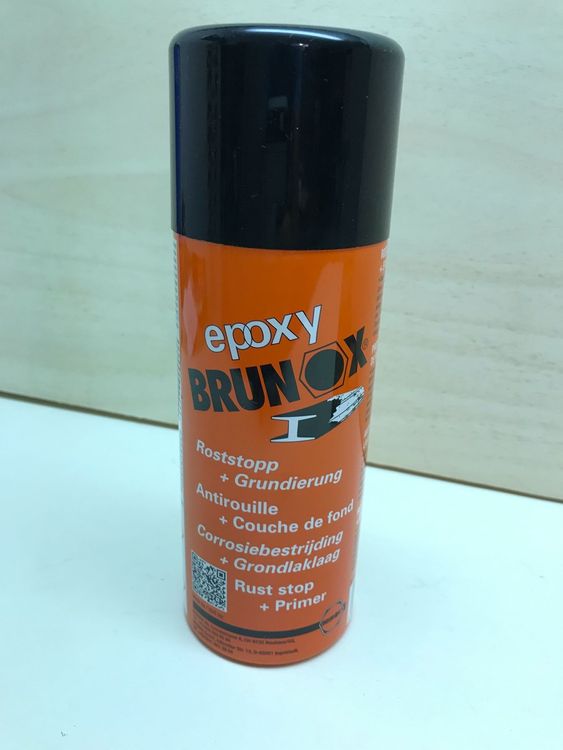 epoxy
BRUNOX®
Roststopp
+ Grundierung
Antirouille
+ Couche de fond
Corrosiebestrijding
+ Grondlaklaag
Rust stop
+ Primer